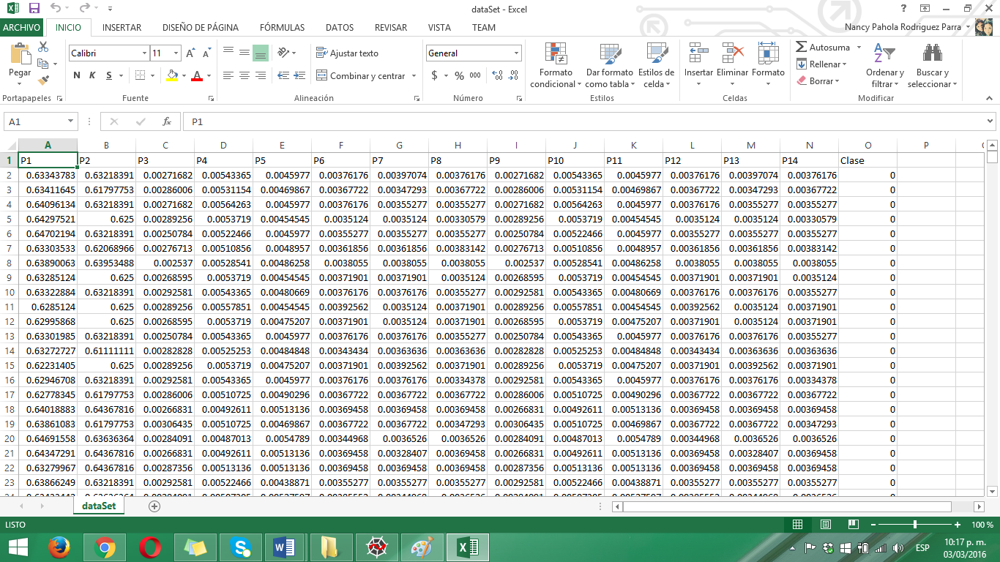 dataSet - Excel
?
ARCHIVO INICIO INSERTAR DISEÑO DE PÁGINA FÓRMULAS DATOS REVISAR VISTA TEAM Nancy Pahola Rodriguez Parra
Pegar
Portapapeles
Calibri 11
N K S A
Fuente
Ajustar texto
Combinar y centrar
Alineación
General
$ % 000
Número
Formato condicional
Dar formato como tabla
Estilos de celda
Estilos
Insertar Eliminar Formato
Celdas
Autosuma
Rellenar
Borrar
Ordenar y filtrar
Buscar y seleccionar
Modificar
A1 fx P1
A B C D E F G H I J K L M N O P
1 P1 P2 P3 P4 P5 P6 P7 P8 P9 P10 P11 P12 P13 P14 Clase
2 0.63343783 0.63218391 0.00271682 0.00543365 0.0045977 0.00376176 0.00397074 0.00376176 0.00271682 0.00543365 0.0045977 0.00376176 0.00397074 0.00376176 0
3 0.63411645 0.61797753 0.00286006 0.00531154 0.00469867 0.00367722 0.00347293 0.00367722 0.00286006 0.00531154 0.00469867 0.00367722 0.00347293 0.00367722 0
4 0.64096134 0.63218391 0.00271682 0.00564263 0.0045977 0.00376176 0.00355277 0.00355277 0.00271682 0.00564263 0.0045977 0.00376176 0.00355277 0.00355277 0
5 0.64297521 0.625 0.00289256 0.0053719 0.00454545 0.0035124 0.0035124 0.00330579 0.00289256 0.0053719 0.00454545 0.0035124 0.0035124 0.00330579 0
6 0.64702194 0.63218391 0.00250784 0.00522466 0.0045977 0.00355277 0.00355277 0.00355277 0.00250784 0.00522466 0.0045977 0.00355277 0.00355277 0.00355277 0
7 0.63303533 0.62068966 0.00276713 0.00510856 0.0048957 0.00361856 0.00361856 0.00383142 0.00276713 0.00510856 0.0048957 0.00361856 0.00361856 0.00383142 0
8 0.63890063 0.63953488 0.002537 0.00528541 0.00486258 0.0038055 0.0038055 0.0038055 0.002537 0.00528541 0.00486258 0.0038055 0.0038055 0.0038055 0
9 0.63285124 0.625 0.00268595 0.0053719 0.00454545 0.00371901 0.00371901 0.0035124 0.00268595 0.0053719 0.00454545 0.00371901 0.00371901 0.0035124 0
10 0.63322884 0.63218391 0.00292581 0.00543365 0.00480669 0.00376176 0.00376176 0.00355277 0.00292581 0.00543365 0.00480669 0.00376176 0.00376176 0.00355277 0
11 0.6285124 0.625 0.00289256 0.00557851 0.00454545 0.00392562 0.0035124 0.00371901 0.00289256 0.00557851 0.00454545 0.00392562 0.0035124 0.00371901 0
12 0.62995868 0.625 0.00268595 0.0053719 0.00475207 0.00371901 0.0035124 0.00371901 0.00268595 0.0053719 0.00475207 0.00371901 0.0035124 0.00371901 0
13 0.63301985 0.63218391 0.00250784 0.00543365 0.0045977 0.00376176 0.00376176 0.00355277 0.00250784 0.00543365 0.0045977 0.00376176 0.00376176 0.00355277 0
14 0.63272727 0.61111111 0.00282828 0.00525253 0.00484848 0.00343434 0.00363636 0.00363636 0.00282828 0.00525253 0.00484848 0.00343434 0.00363636 0.00363636 0
15 0.62231405 0.625 0.00289256 0.0053719 0.00475207 0.00371901 0.00392562 0.00371901 0.00289256 0.0053719 0.00475207 0.00371901 0.00392562 0.00371901 0
16 0.62946708 0.63218391 0.00292581 0.00543365 0.0045977 0.00376176 0.00376176 0.00334378 0.00292581 0.00543365 0.0045977 0.00376176 0.00376176 0.00334378 0
17 0.62778345 0.61797753 0.00286006 0.00510725 0.00490296 0.00367722 0.00367722 0.00367722 0.00286006 0.00510725 0.00490296 0.00367722 0.00367722 0.00367722 0
18 0.64018883 0.64367816 0.00266831 0.00492611 0.00513136 0.00369458 0.00369458 0.00369458 0.00266831 0.00492611 0.00513136 0.00369458 0.00369458 0.00369458 0
19 0.63861083 0.61797753 0.00306435 0.00510725 0.00469867 0.00367722 0.00367722 0.00347293 0.00306435 0.00510725 0.00469867 0.00367722 0.00367722 0.00347293 0
20 0.64691558 0.63636364 0.00284091 0.00487013 0.0054789 0.00344968 0.0036526 0.0036526 0.00284091 0.00487013 0.0054789 0.00344968 0.0036526 0.0036526 0
21 0.64347291 0.64367816 0.00266831 0.00492611 0.00513136 0.00369458 0.00328407 0.00369458 0.00266831 0.00492611 0.00513136 0.00369458 0.00328407 0.00369458 0
22 0.63279967 0.64367816 0.00287356 0.00513136 0.00513136 0.00369458 0.00369458 0.00369458 0.00287356 0.00513136 0.00513136 0.00369458 0.00369458 0.00369458 0
23 0.63866249 0.63218391 0.00292581 0.00522466 0.00438871 0.00355277 0.00355277 0.00355277 0.00292581 0.00522466 0.00438871 0.00355277 0.00355277 0.00355277 0
dataSet
LISTO 100 %
ESP 10:17 p. m.
03/03/2016